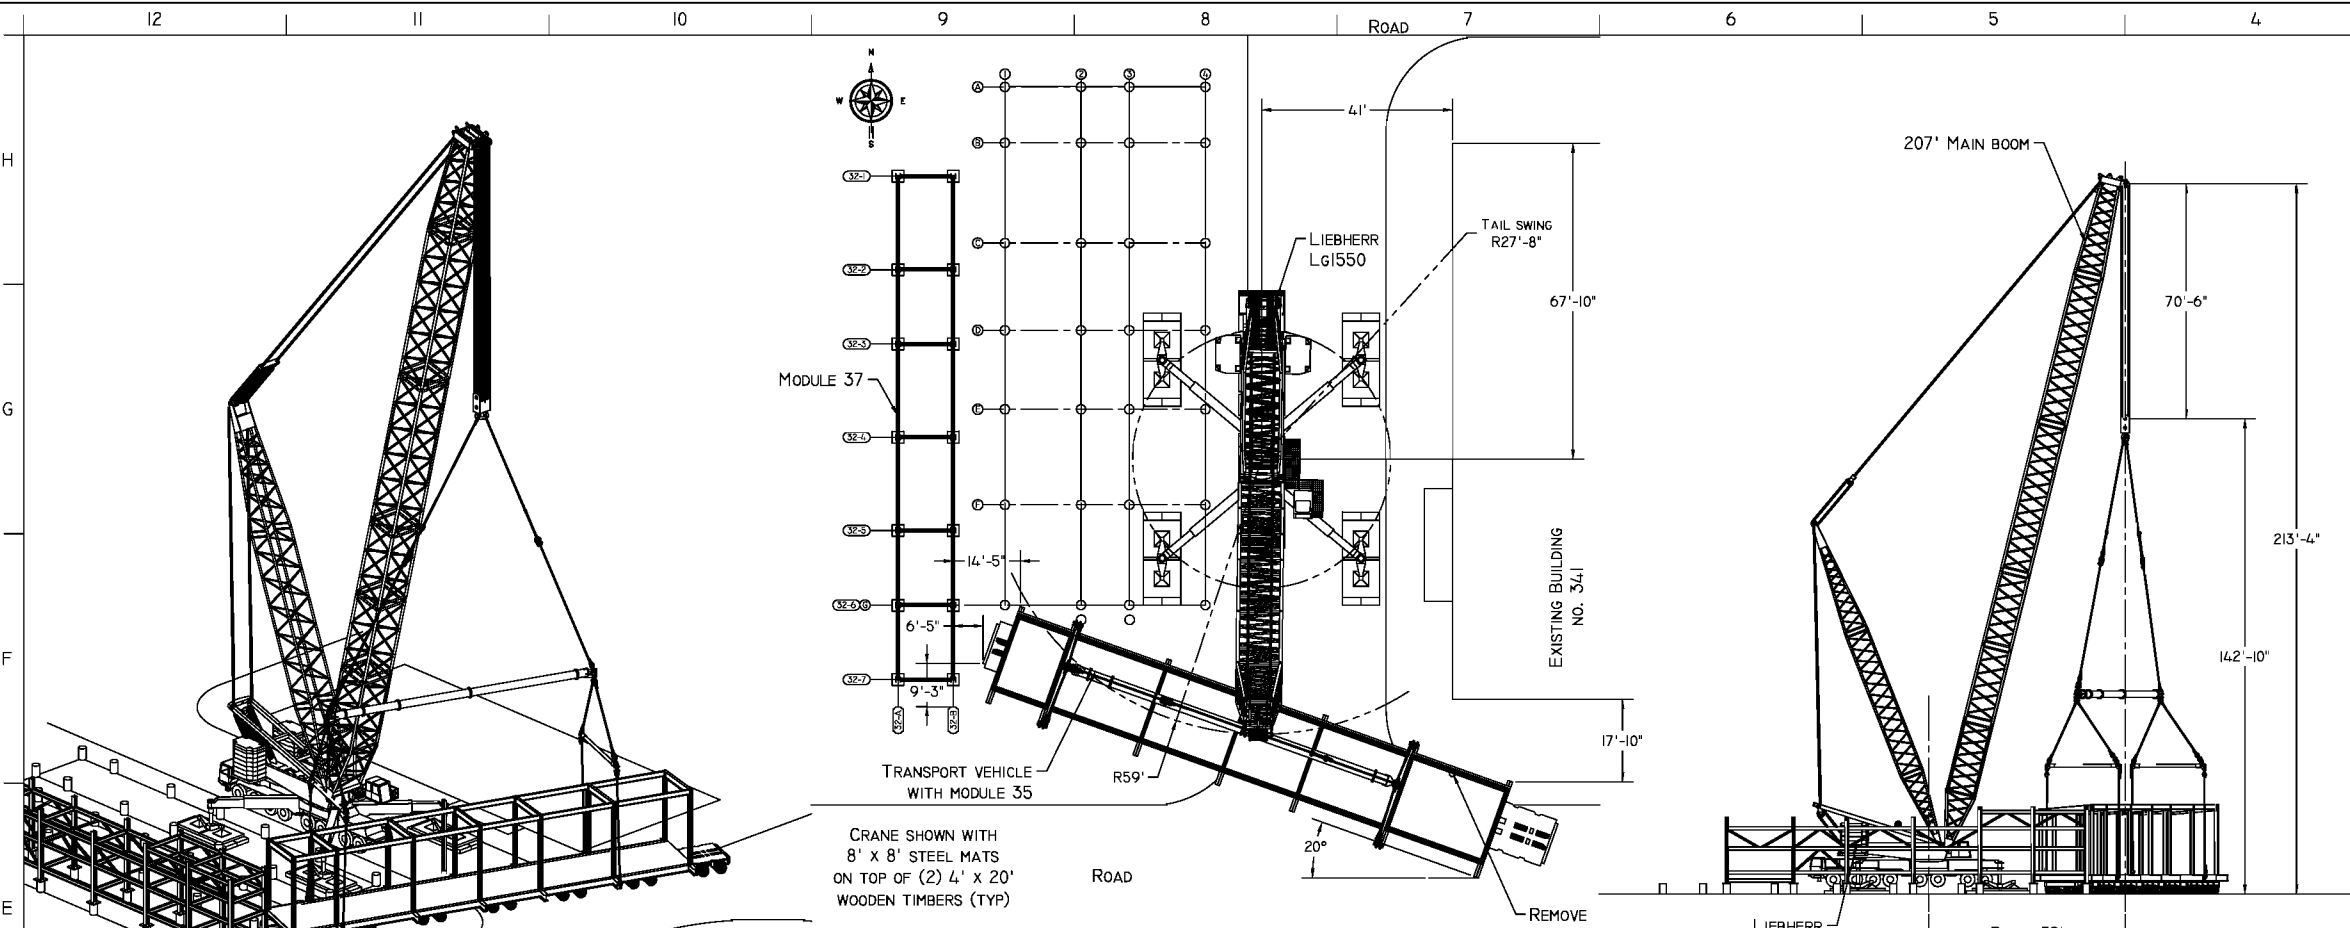 12
11
10
9
8
7
6
5
4
ROAD
H
G
F
E
N
W
E
S
1
2
3
4
A
B
C
D
E
F
32-1
32-2
32-3
32-4
32-5
32-6 G
32-7
32-A
32-B
MODULE 37
41'
TAIL SWING
R27'-8"
LIEBHERR
LG1550
67'-10"
14'-5"
6'-5"
9'-3"
EXISTING BUILDING
NO. 341
17'-10"
TRANSPORT VEHICLE
WITH MODULE 35
R59'
20°
CRANE SHOWN WITH
8' X 8' STEEL MATS
ON TOP OF (2) 4' X 20'
WOODEN TIMBERS (TYP)
ROAD
REMOVE
207' MAIN BOOM
70'-6"
213'-4"
142'-10"
LIEBHERR